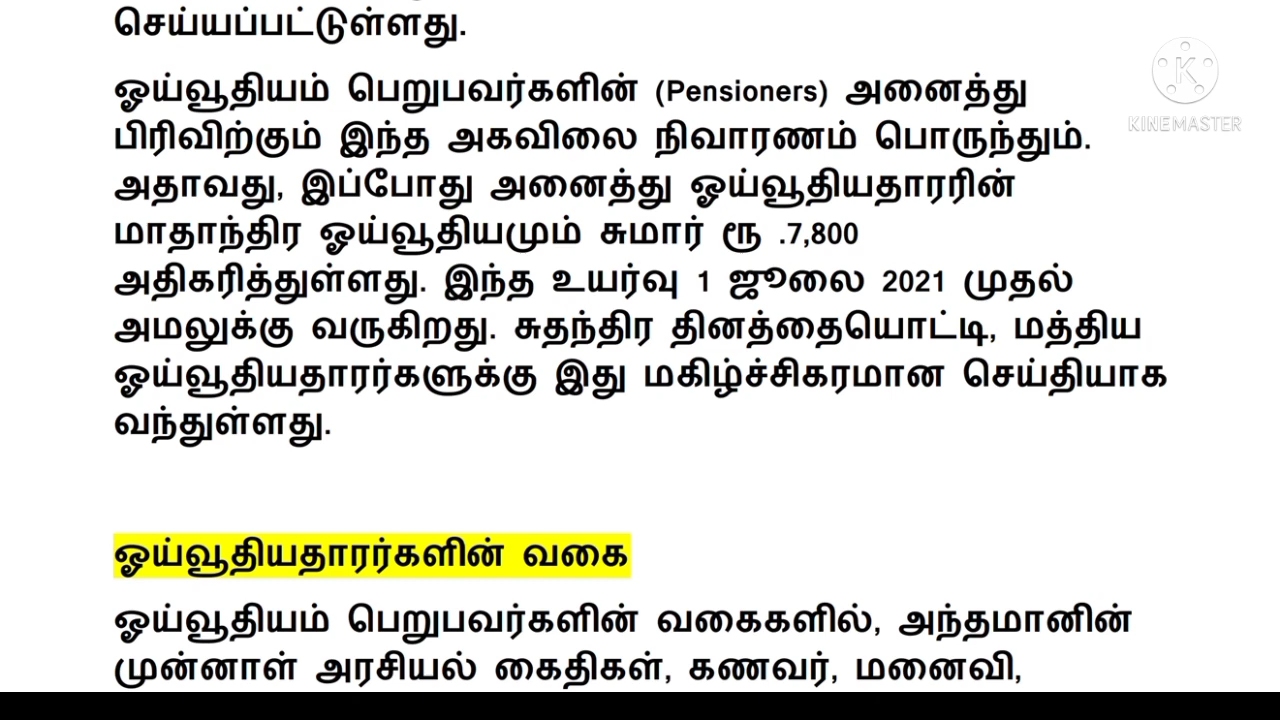 செய்யப்பட்டுள்ளது.
ஓய்வூதியம் பெறுபவர்களின் (Pensioners) அனைத்து
பிரிவிற்கும் இந்த அகவிலை நிவாரணம் பொருந்தும்.
அதாவது, இப்போது அனைத்து ஓய்வூதியதாரரின்
மாதாந்திர ஓய்வூதியமும் சுமார் ரூ .7,800
அதிகரித்துள்ளது. இந்த உயர்வு 1 ஜூலை 2021 முதல்
அமலுக்கு வருகிறது. சுதந்திர தினத்தையொட்டி, மத்திய
ஓய்வூதியதாரர்களுக்கு இது மகிழ்ச்சிகரமான செய்தியாக
வந்துள்ளது.
ஓய்வூதியதாரர்களின் வகை
ஓய்வூதியம் பெறுபவர்களின் வகைகளில், அந்தமானின்
முன்னாள் அரசியல் கைதிகள், கணவர், மனைவி,
K
KINEMASTER